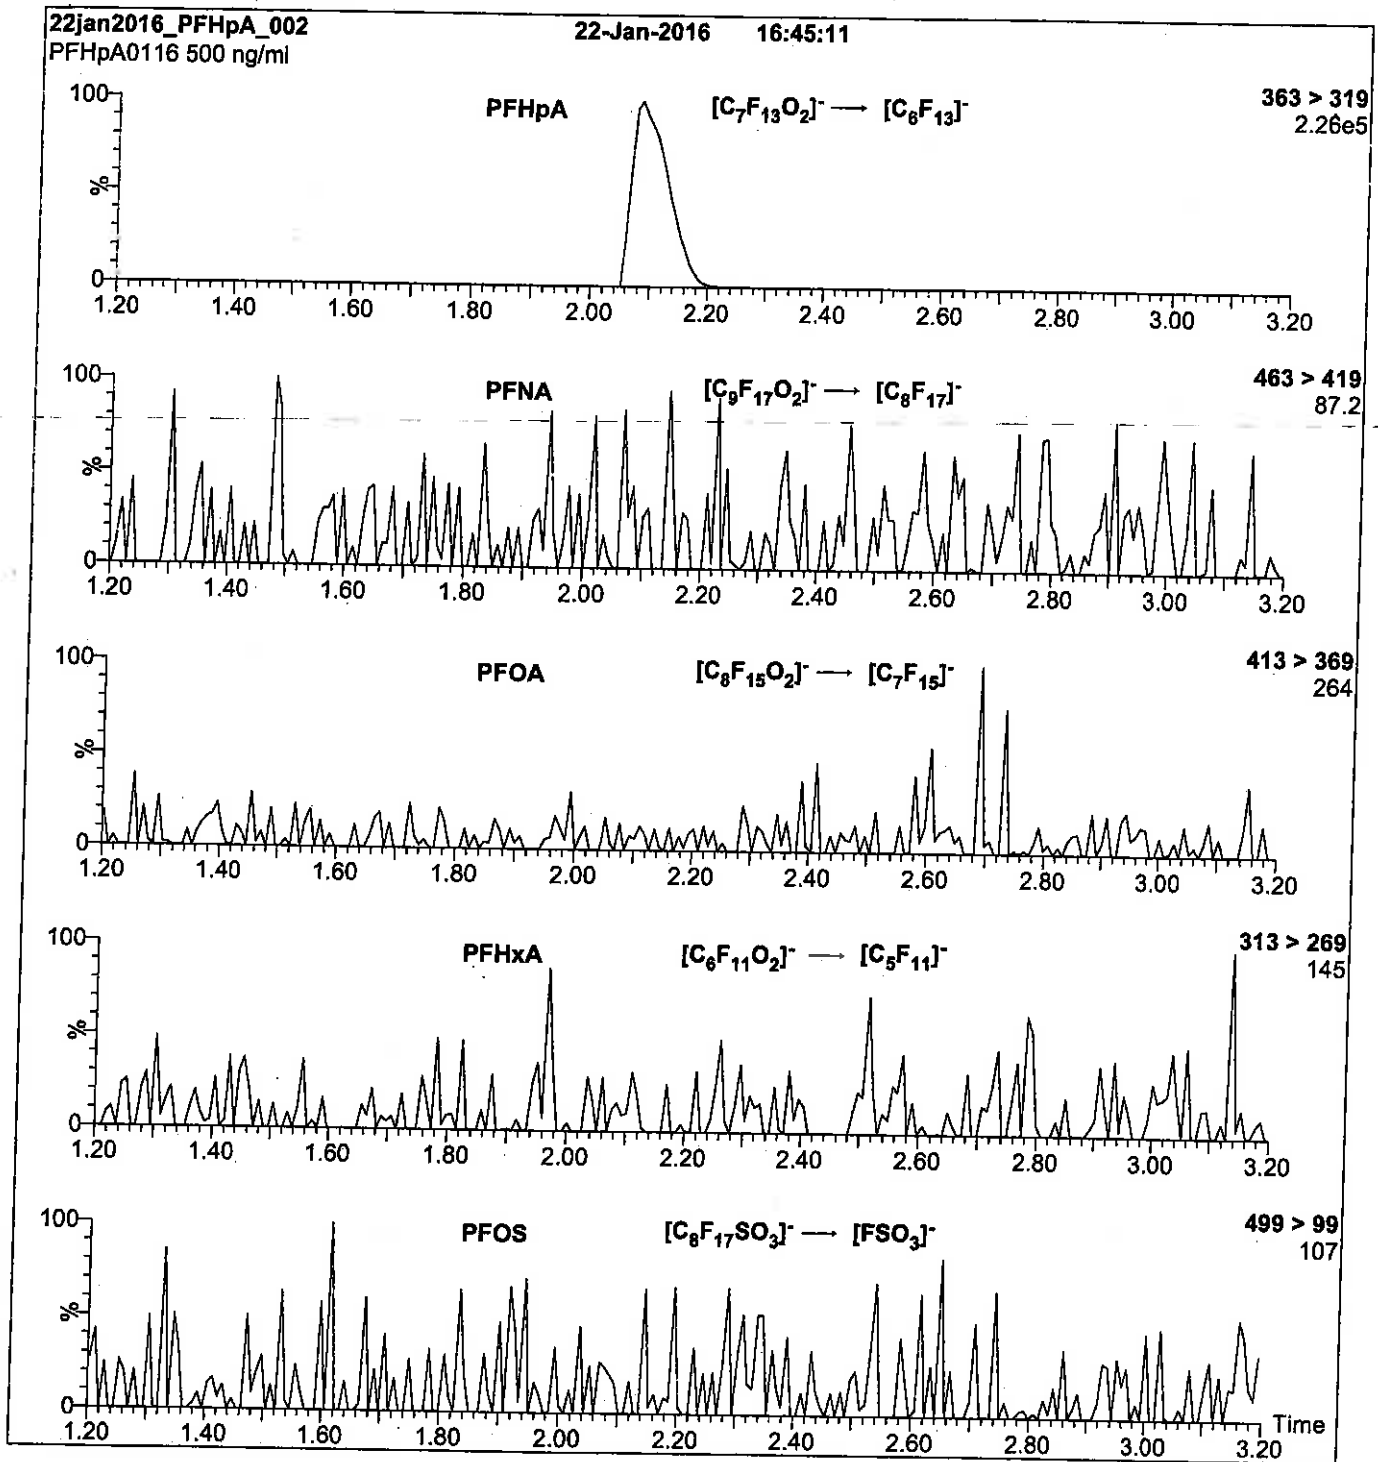 22jan2016_PFHpA_002 22-Jan-2016 16:45:11
PFHpA0116 500 ng/ml
100 PFHpA [C₇F₁₃O₂]⁻ → [C₆F₁₃]⁻ 363 > 319
2.26e5
%
0
1.20 1.40 1.60 1.80 2.00 2.20 2.40 2.60 2.80 3.00 3.20
100 PFNA [C₉F₁₇O₂]⁻ → [C₈F₁₇]⁻ 463 > 419
87.2
%
0
1.20 1.40 1.60 1.80 2.00 2.20 2.40 2.60 2.80 3.00 3.20
100 PFOA [C₈F₁₅O₂]⁻ → [C₇F₁₅]⁻ 413 > 369
264
%
0
1.20 1.40 1.60 1.80 2.00 2.20 2.40 2.60 2.80 3.00 3.20
100 PFHxA [C₆F₁₁O₂]⁻ → [C₅F₁₁]⁻ 313 > 269
145
%
0
1.20 1.40 1.60 1.80 2.00 2.20 2.40 2.60 2.80 3.00 3.20
100 PFOS [C₈F₁₇SO₃]⁻ → [FSO₃]⁻ 499 > 99
107
%
0
1.20 1.40 1.60 1.80 2.00 2.20 2.40 2.60 2.80 3.00 3.20 Time